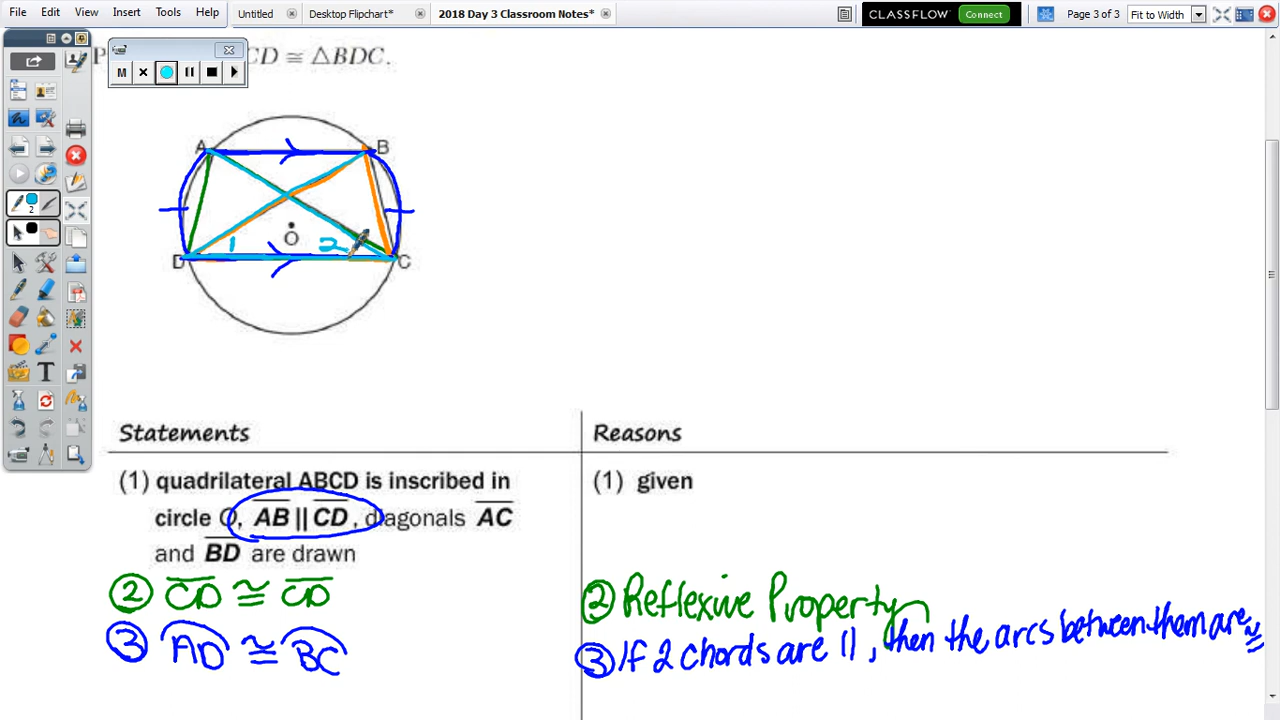 File Edit View Insert Tools Help
Untitled
Desktop Flipchart*
2018 Day 3 Classroom Notes*
CLASSFLOW
Connect
Page 3 of 3
Fit to Width
M
P CD ≅ △BDC.
A B
O
1 2
D C
2
T
Statements Reasons
(1) quadrilateral ABCD is inscribed in (1) given
circle O, AB || CD, diagonals AC
and BD are drawn
② CD ≅ CD ② Reflexive Property
③ AD ≅ BC ③ If 2 chords are ||, then the arcs between them are ≅